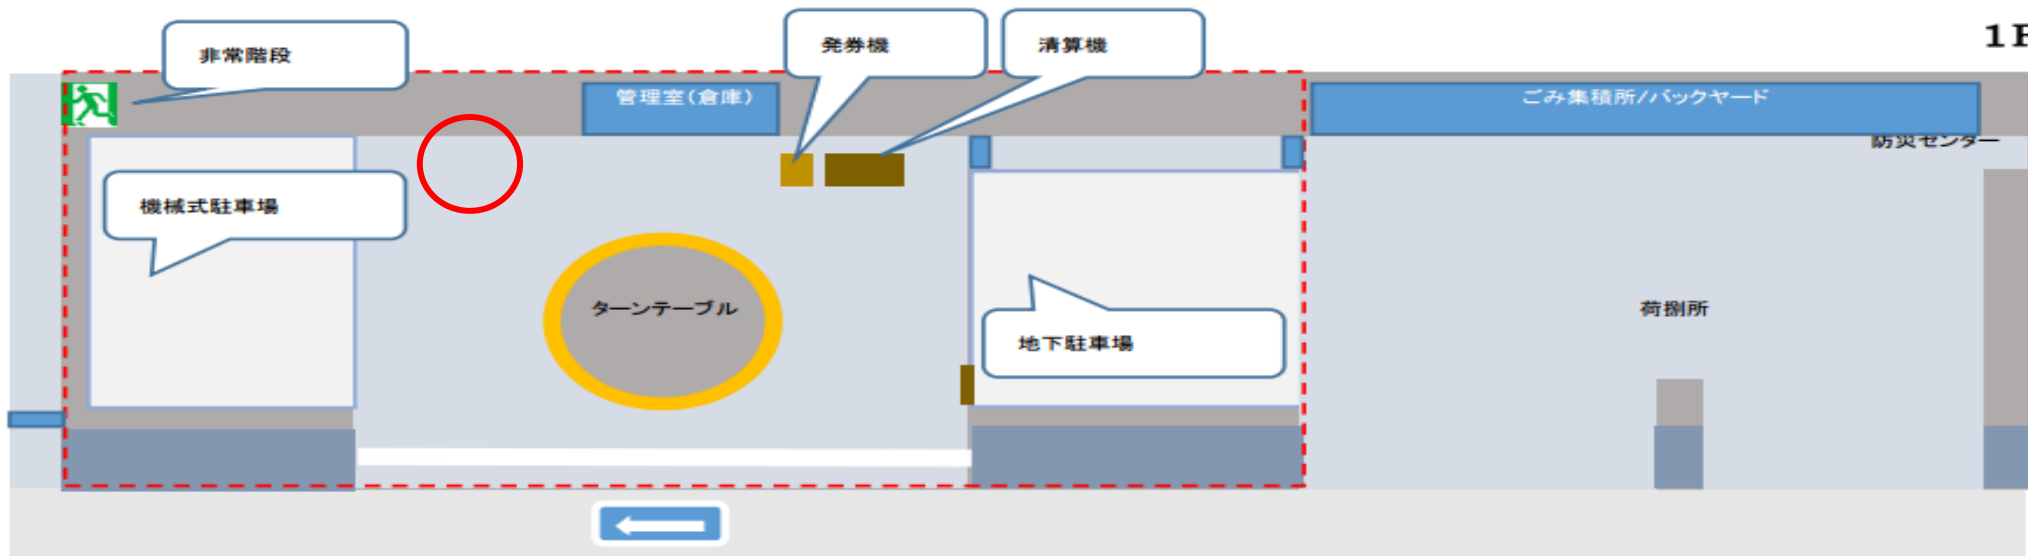 1F
非常階段
発券機
清算機
管理室(倉庫)
ごみ集積所/バックヤード
防災センター
機械式駐車場
ターンテーブル
荷捌所
地下駐車場